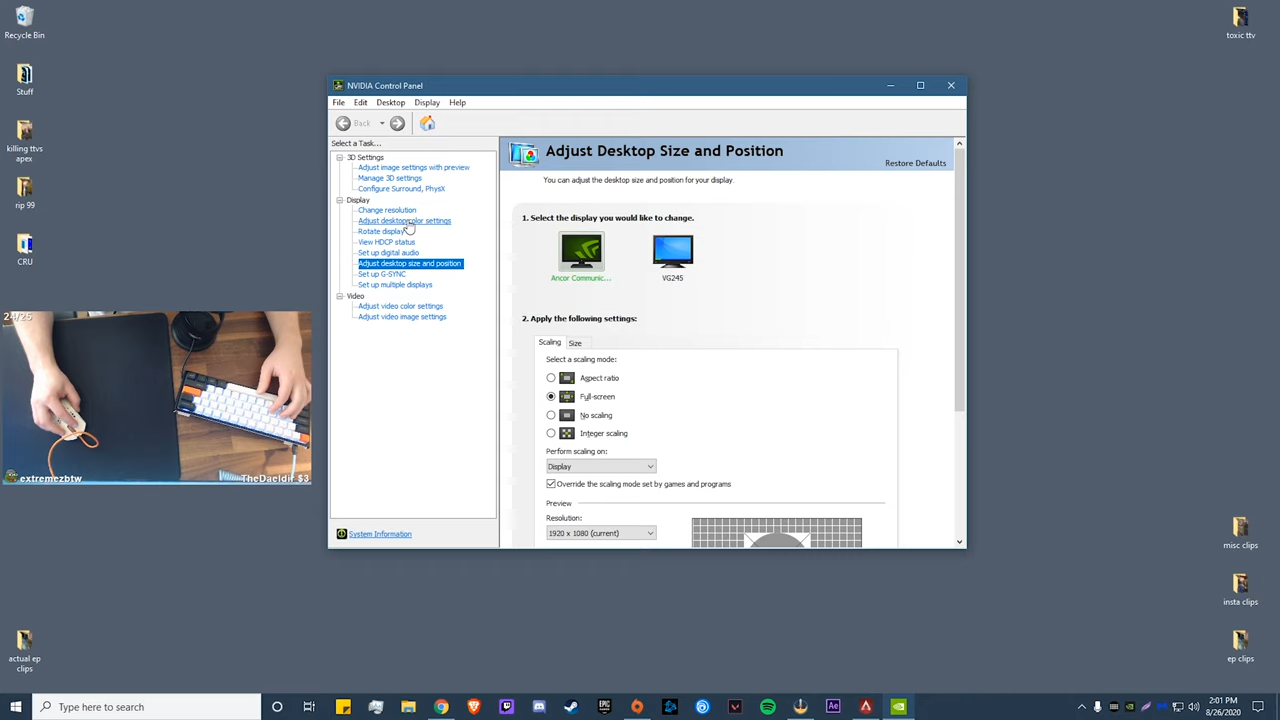 Recycle Bin
Stuff
killing ttvs
apex
rip 99
CRU
actual ep
clips
toxic ttv
misc clips
insta clips
ep clips
NVIDIA Control Panel
File Edit Desktop Display Help
Back
Select a Task...
3D Settings
Adjust image settings with preview
Manage 3D settings
Configure Surround, PhysX
Display
Change resolution
Adjust desktop color settings
Rotate display
View HDCP status
Set up digital audio
Adjust desktop size and position
Set up G-SYNC
Set up multiple displays
Video
Adjust video color settings
Adjust video image settings
System Information
Adjust Desktop Size and Position
Restore Defaults
You can adjust the desktop size and position for your display.
1. Select the display you would like to change.
Ancor Communic...
VG245
2. Apply the following settings:
Scaling Size
Select a scaling mode:
Aspect ratio
Full-screen
No scaling
Integer scaling
Perform scaling on:
Display
Override the scaling mode set by games and programs
Preview
Resolution:
1920 x 1080 (current)
24/25
extremezbtw
TheDaeldir $3
Type here to search
EPIC
Ae
2:01 PM
8/26/2020